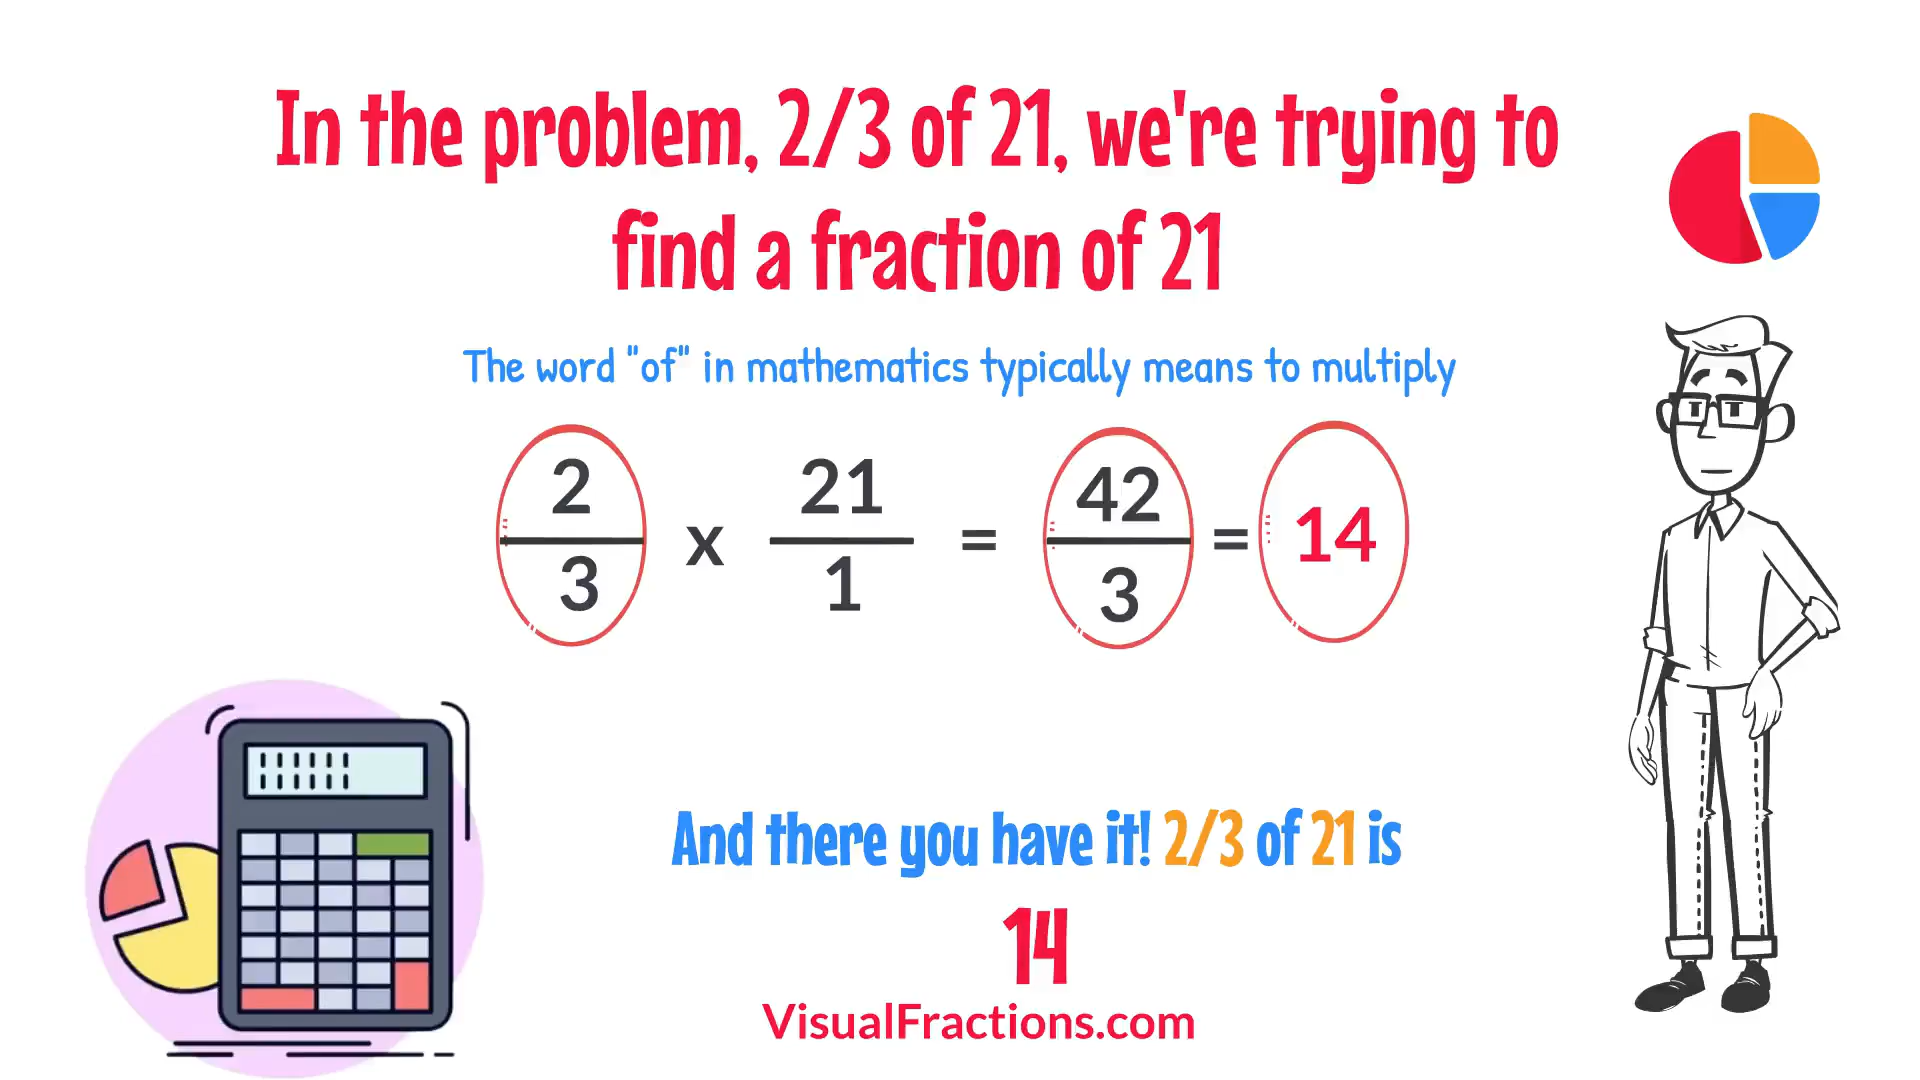 In the problem, 2/3 of 21, we're trying to
find a fraction of 21
The word "of" in mathematics typically means to multiply
2/3 x 21/1 = 42/3 = 14
And there you have it! 2/3 of 21 is
14
VisualFractions.com